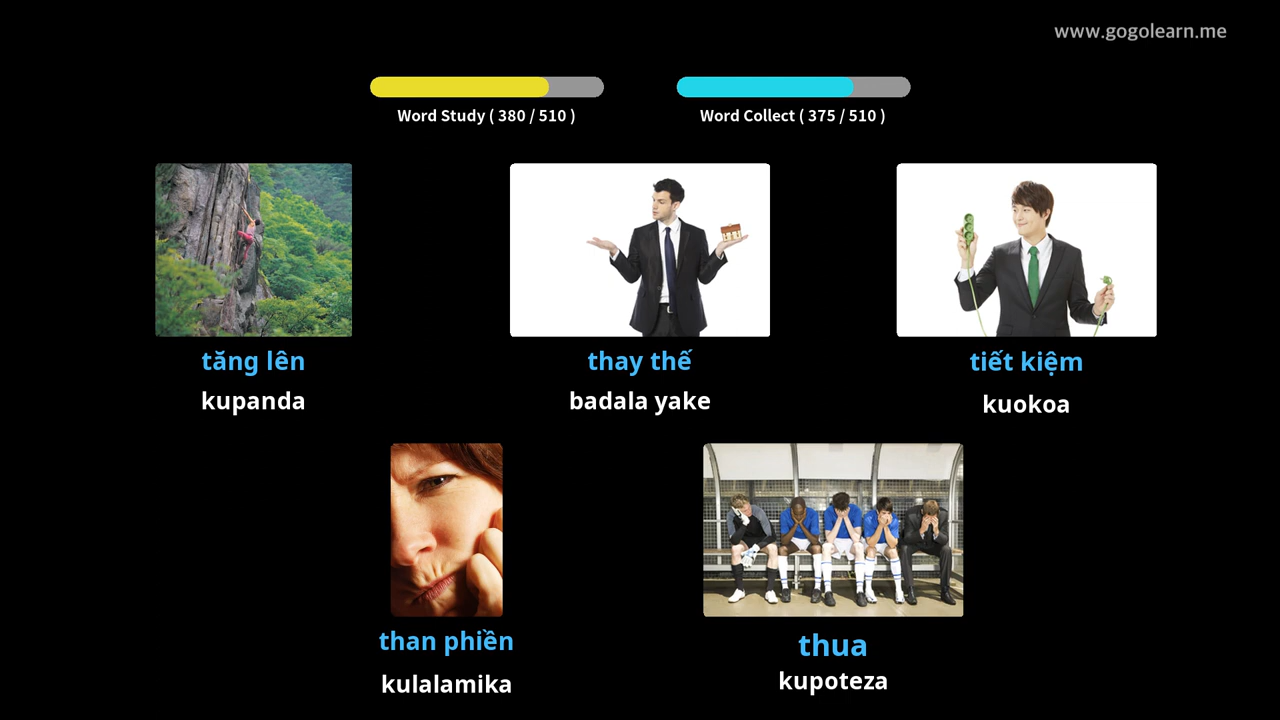 www.gogolearn.me
Word Study ( 380 / 510 )
Word Collect ( 375 / 510 )
tăng lên
kupanda
thay thế
badala yake
tiết kiệm
kuokoa
than phiền
kulalamika
thua
kupoteza